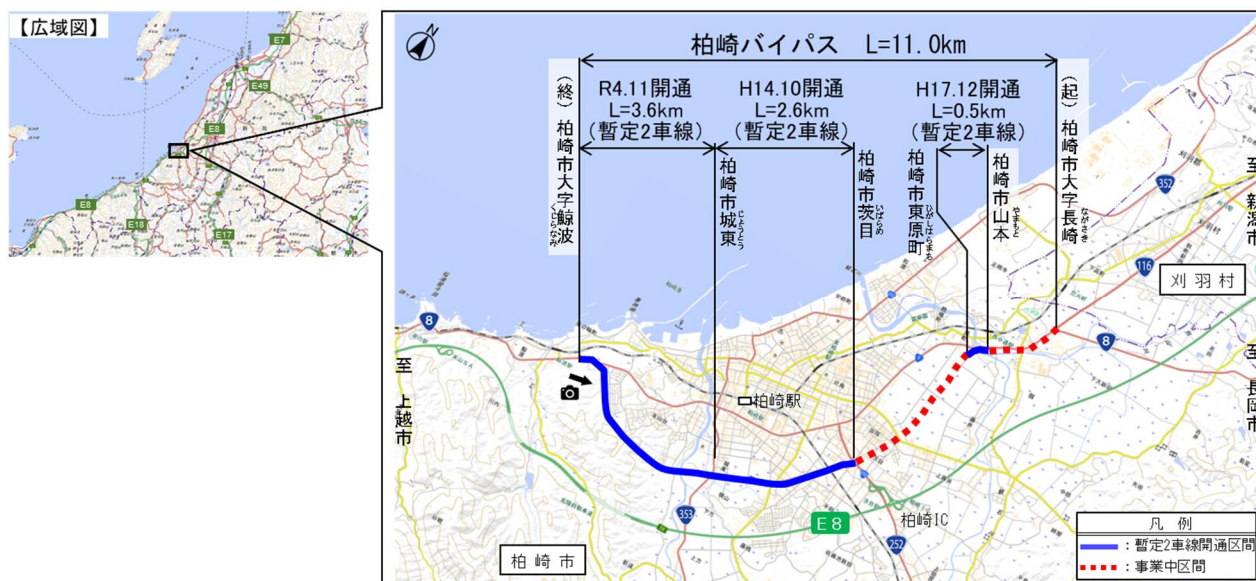 【広域図】
E7
E49
E8
E8
E18
E17
N
柏崎バイパス L=11.0km
R4.11開通
L=3.6km
(暫定2車線)
H14.10開通
L=2.6km
(暫定2車線)
H17.12開通
L=0.5km
(暫定2車線)
(終)柏崎市大字鯨波
くじらなみ
柏崎市城東
じょうとう
柏崎市茨目
いばらめ
柏崎市東原町
ひがしはらまち
柏崎市山本
やまもと
(起)柏崎市大字長崎
ながさき
至 新潟市
352
116
刈羽村
8
8
至 上越市
至 長岡市
柏崎駅
353
E8
柏崎IC
252
柏崎市
凡例
:暫定2車線開通区間
:事業中区間